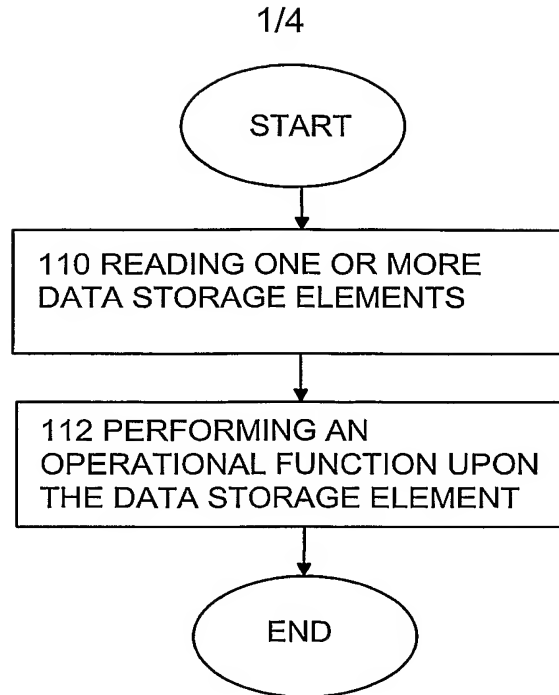 1/4
START
110 READING ONE OR MORE
DATA STORAGE ELEMENTS
112 PERFORMING AN
OPERATIONAL FUNCTION UPON
THE DATA STORAGE ELEMENT
END